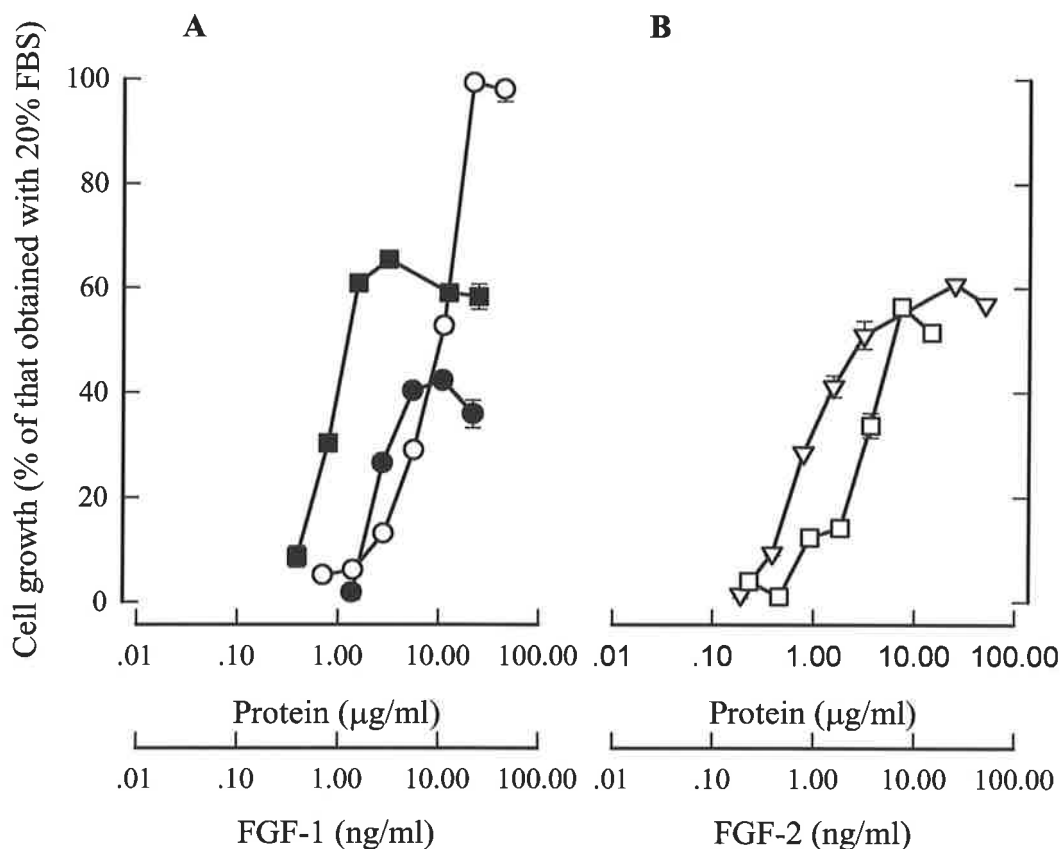 A B
Cell growth (% of that obtained with 20% FBS)
100
80
60
40
20
0
.01 .10 1.00 10.00 100.00 .01 .10 1.00 10.00 100.00
Protein (μg/ml) Protein (μg/ml)
.01 .10 1.00 10.00 100.00 .01 .10 1.00 10.00 100.00
FGF-1 (ng/ml) FGF-2 (ng/ml)